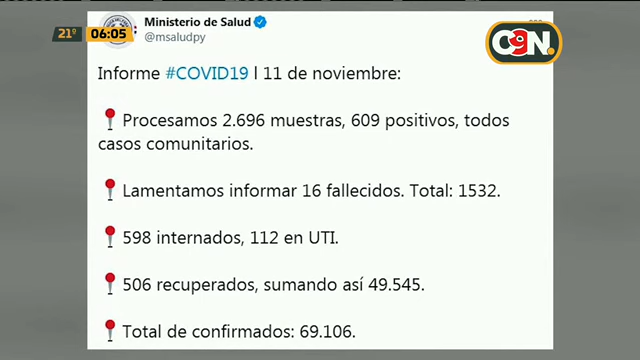 21º 06:05
Ministerio de Salud
@msaludpy
C9N.
Informe #COVID19 l 11 de noviembre:
Procesamos 2.696 muestras, 609 positivos, todos
casos comunitarios.
Lamentamos informar 16 fallecidos. Total: 1532.
598 internados, 112 en UTI.
506 recuperados, sumando así 49.545.
Total de confirmados: 69.106.